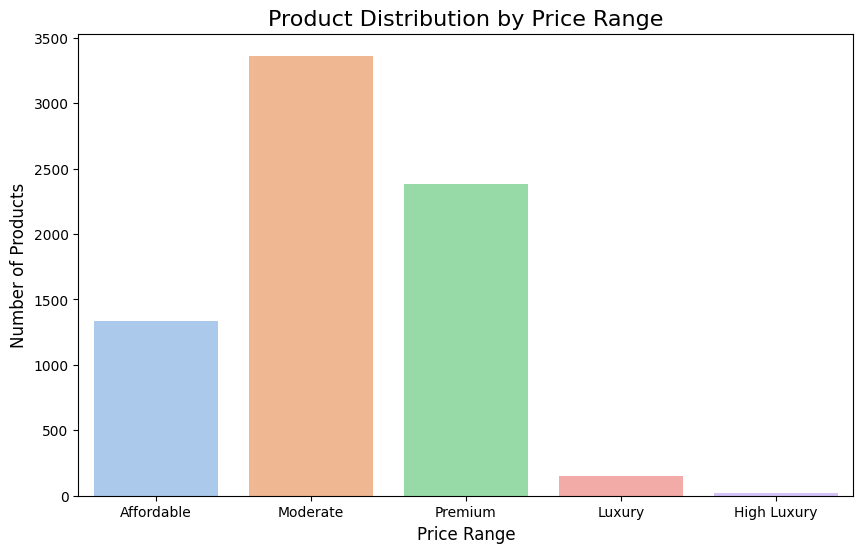 Product Distribution by Price Range
3500
3000
2500
2000
1500
1000
500
0
Number of Products
Affordable
Moderate
Premium
Luxury
High Luxury
Price Range